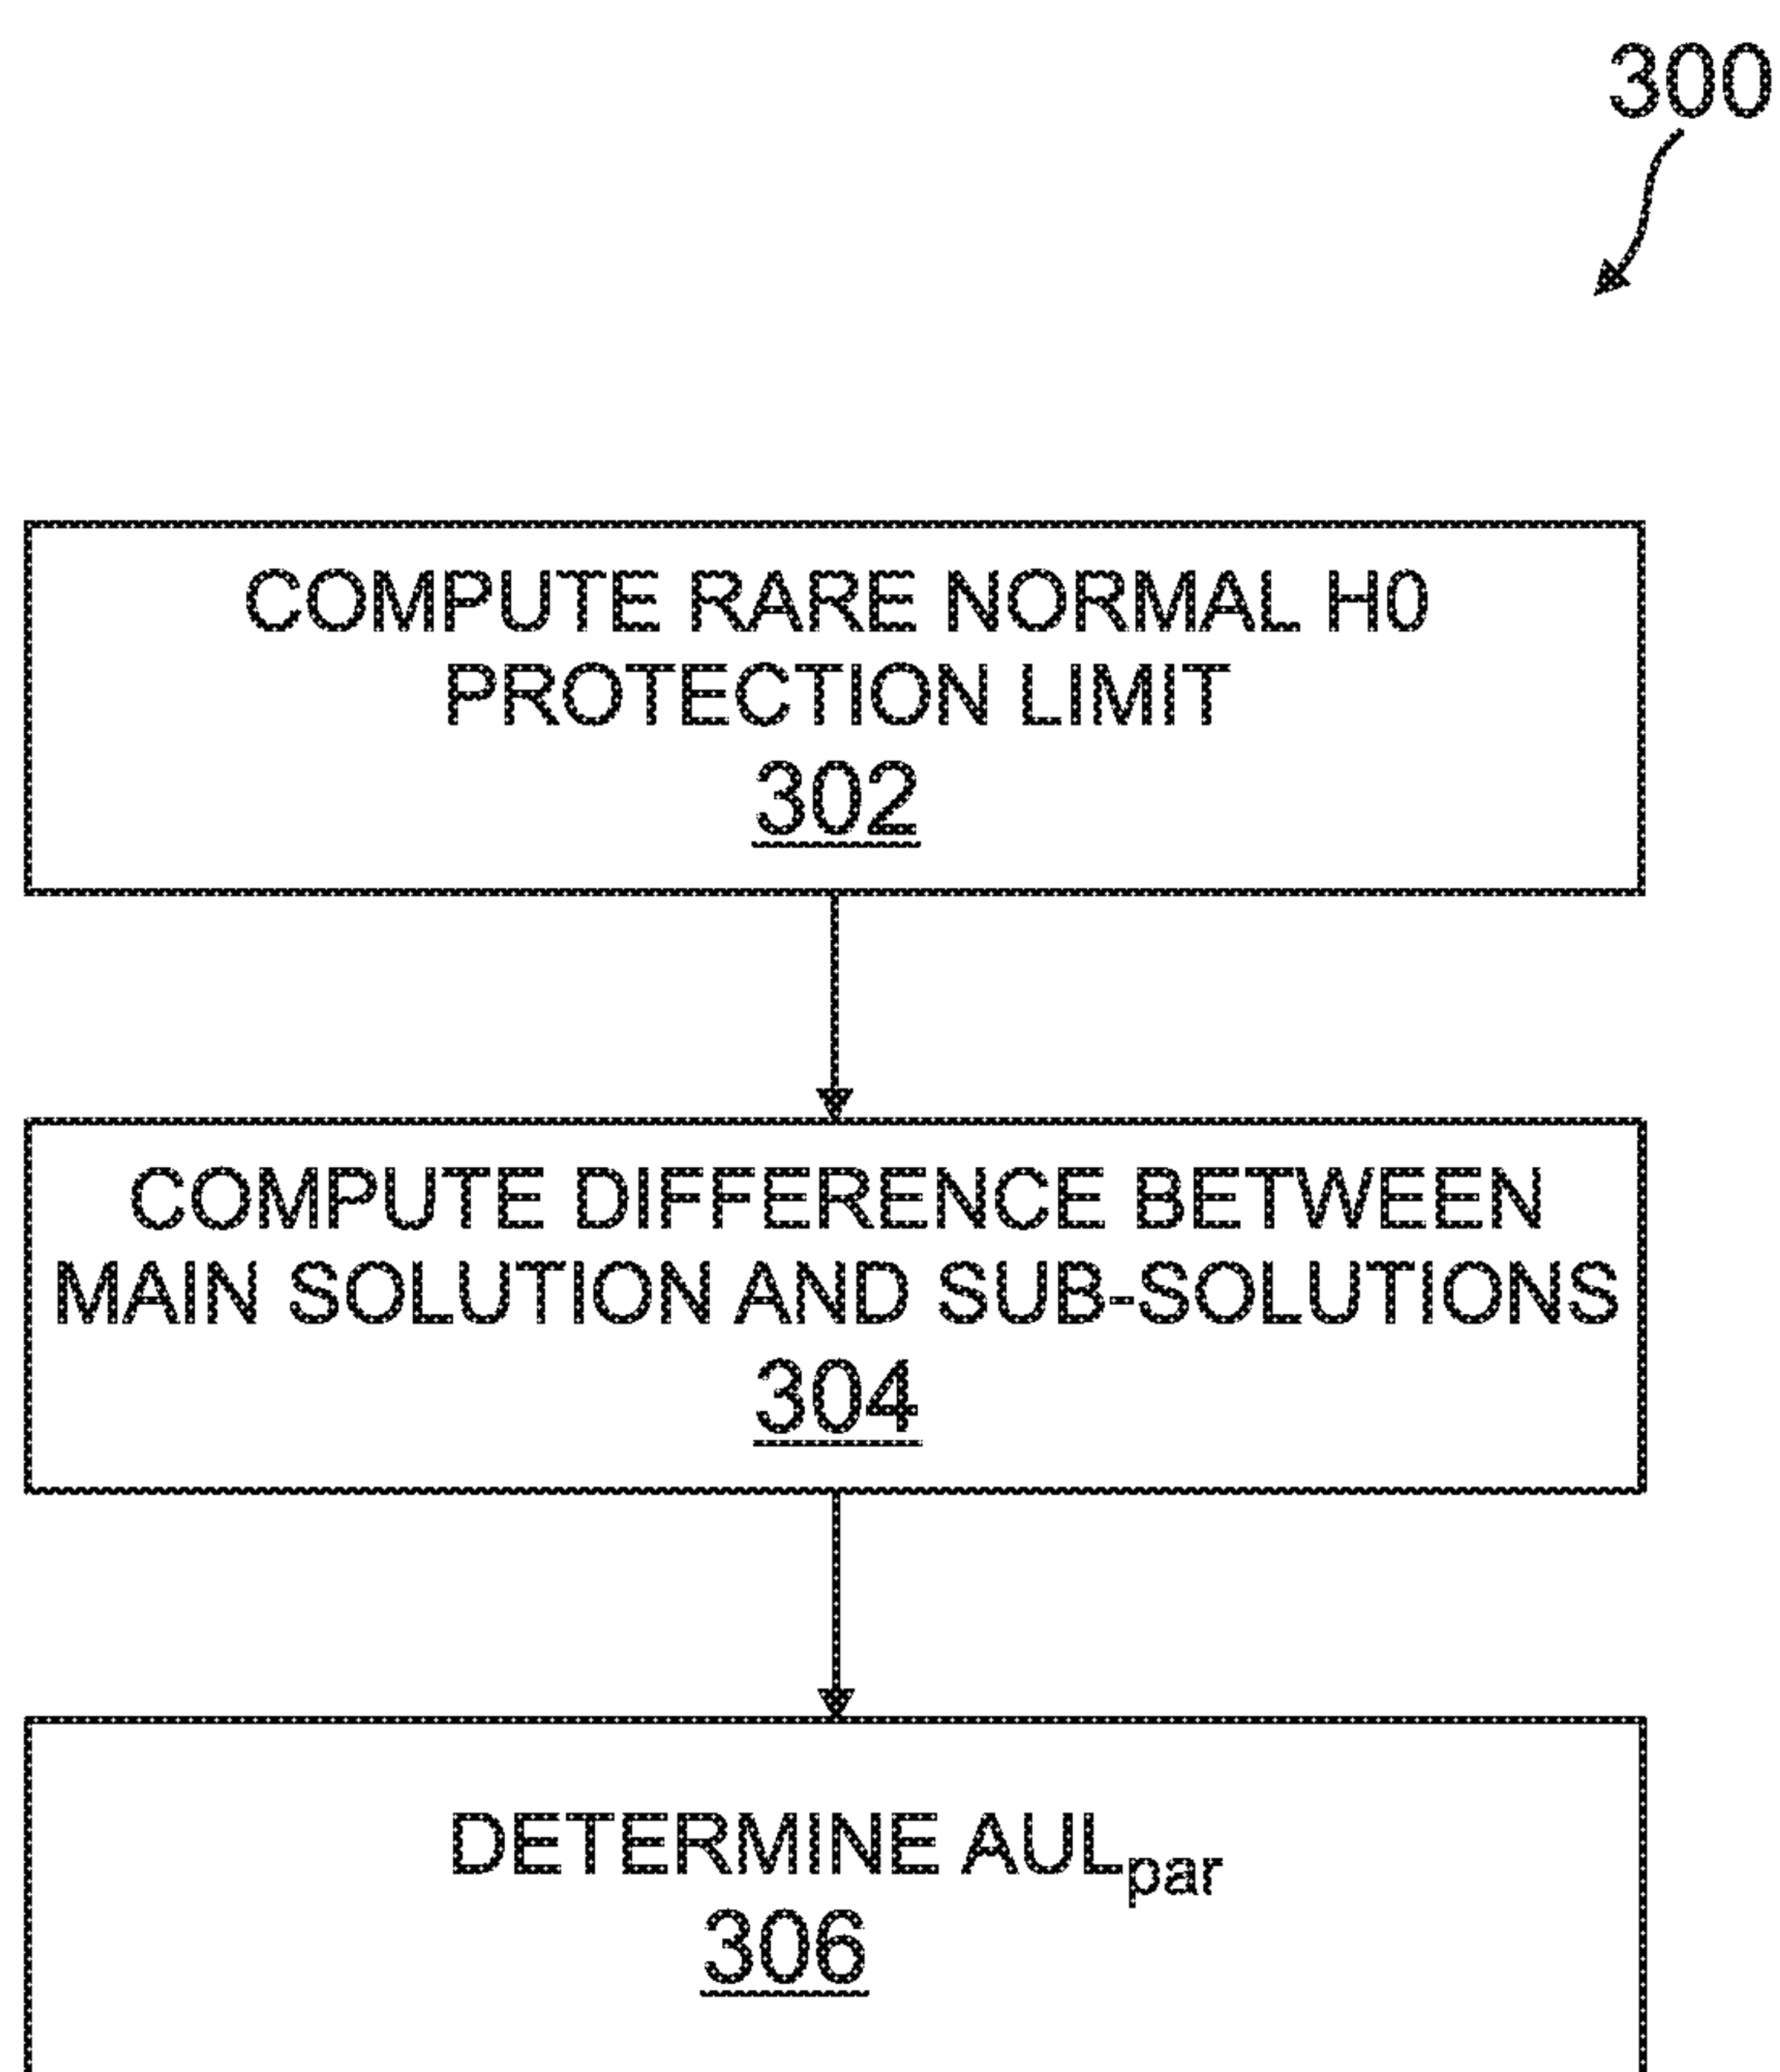 300
COMPUTE RARE NORMAL H0
PROTECTION LIMIT
302
COMPUTE DIFFERENCE BETWEEN
MAIN SOLUTION AND SUB-SOLUTIONS
304
DETERMINE AULpar
306